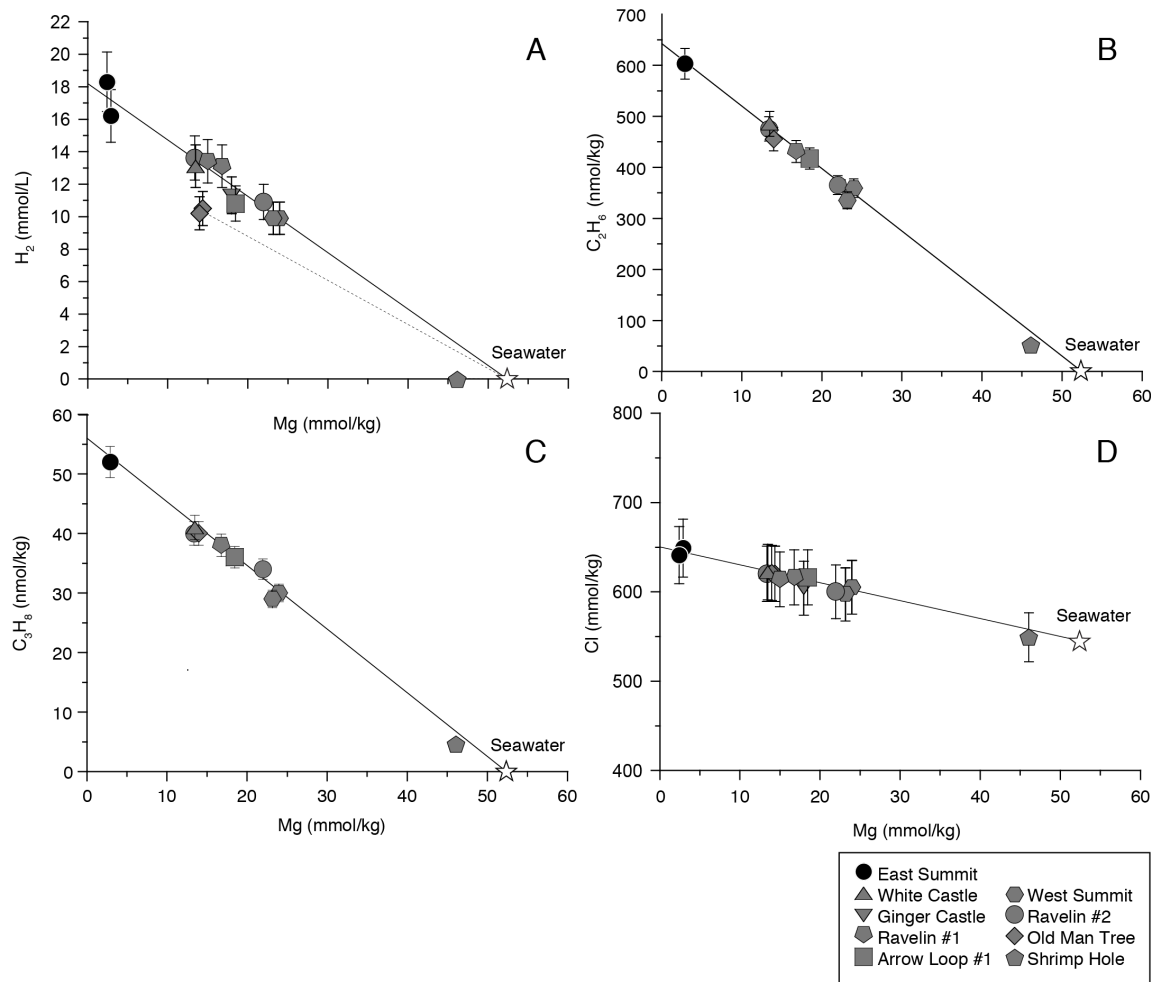 A
H2 (mmol/L)
22
20
18
16
14
12
10
8
6
4
2
0
Seawater
Mg (mmol/kg)
B
C2H6 (nmol/kg)
700
600
500
400
300
200
100
0
Seawater
0 10 20 30 40 50 60
C
C3H8 (nmol/kg)
60
50
40
30
20
10
0
Seawater
0 10 20 30 40 50 60
Mg (mmol/kg)
D
Cl (mmol/kg)
800
700
600
500
400
Seawater
0 10 20 30 40 50 60
Mg (mmol/kg)
East Summit
White Castle West Summit
Ginger Castle Ravelin #2
Ravelin #1 Old Man Tree
Arrow Loop #1 Shrimp Hole